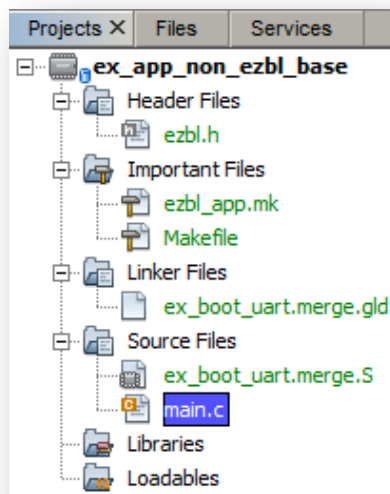 Projects X Files Services
ex_app_non_ezbl_base
Header Files
ezbl.h
Important Files
ezbl_app.mk
Makefile
Linker Files
ex_boot_uart.merge.gld
Source Files
ex_boot_uart.merge.S
main.c
Libraries
Loadables